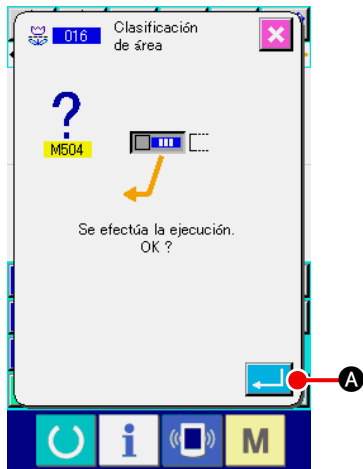 016
Clasificación
de área
?
M504
Se efectúa la ejecución.
OK ?
A
i
M